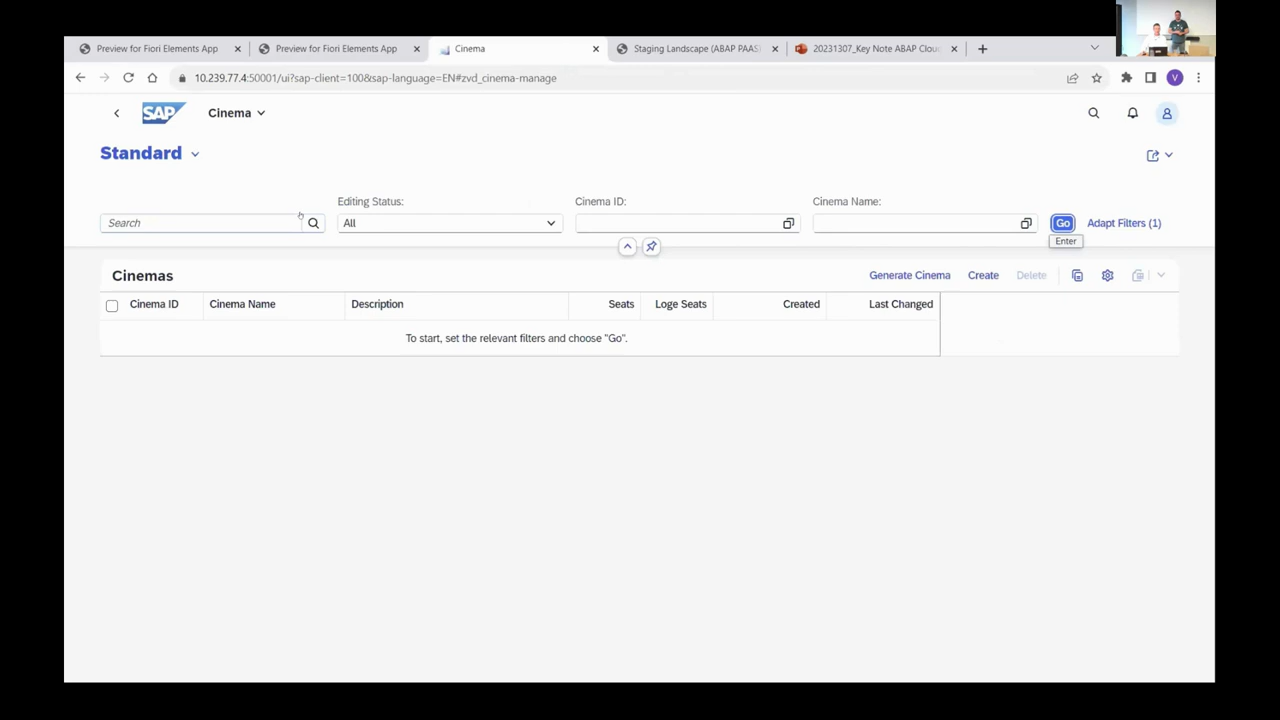 Preview for Fiori Elements App
Preview for Fiori Elements App
Cinema
Staging Landscape (ABAP PAAS
20231307_Key Note ABAP Clou
10.239.77.4:50001/ui?sap-client=100&sap-language=EN#zvd_cinema-manage
V
SAP
Cinema
Standard
Editing Status:
Cinema ID:
Cinema Name:
Search
All
Go
Adapt Filters (1)
Enter
Cinemas
Generate Cinema
Create
Delete
Cinema ID
Cinema Name
Description
Seats
Loge Seats
Created
Last Changed
To start, set the relevant filters and choose "Go".